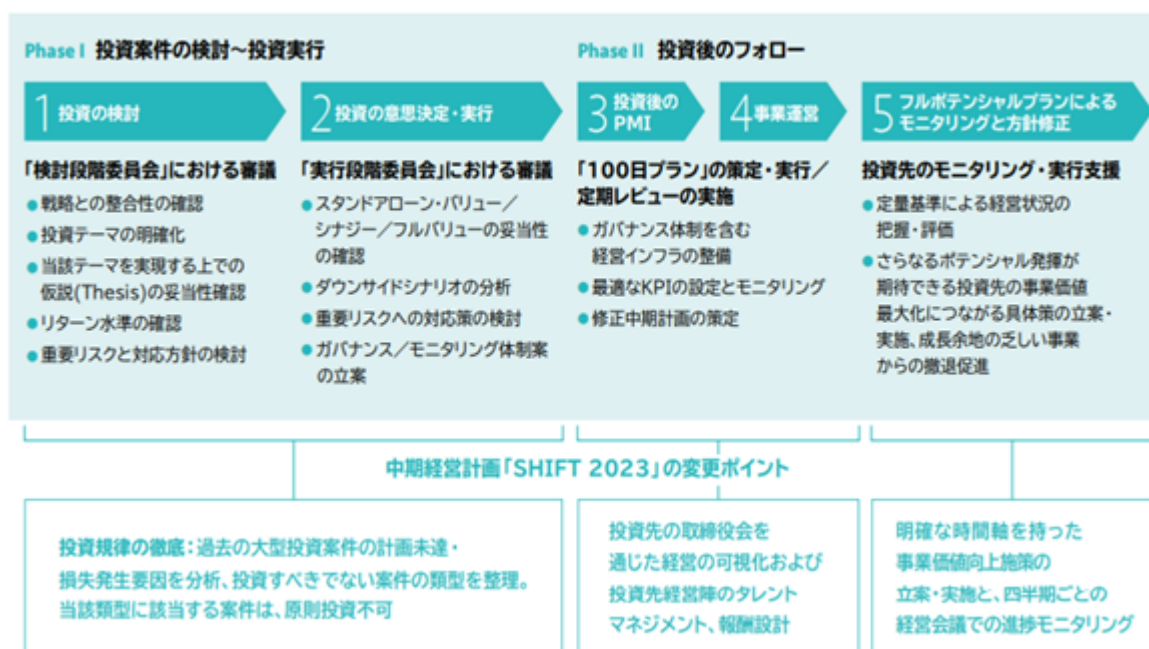 Phase I 投資案件の検討～投資実行
1 投資の検討
「検討段階委員会」における審議
●戦略との整合性の確認
●投資テーマの明確化
●当該テーマを実現する上での
仮説(Thesis)の妥当性確認
●リターン水準の確認
●重要リスクと対応方針の検討
2 投資の意思決定・実行
「実行段階委員会」における審議
●スタンドアローン・バリュー／
シナジー／フルバリューの妥当性
の確認
●ダウンサイドシナリオの分析
●重要リスクへの対応策の検討
●ガバナンス／モニタリング体制案
の立案
Phase II 投資後のフォロー
3 投資後の
PMI
4 事業運営
「100日プラン」の策定・実行／
定期レビューの実施
●ガバナンス体制を含む
経営インフラの整備
●最適なKPIの設定とモニタリング
●修正中期計画の策定
5 フルポテンシャルプランによる
モニタリングと方針修正
投資先のモニタリング・実行支援
●定量基準による経営状況の
把握・評価
●さらなるポテンシャル発揮が
期待できる投資先の事業価値
最大化につながる具体策の立案・
実施、成長余地の乏しい事業
からの撤退促進
中期経営計画「SHIFT 2023」の変更ポイント
投資規律の徹底：過去の大型投資案件の計画未達・
損失発生要因を分析、投資すべきでない案件の類型を整理。
当該類型に該当する案件は、原則投資不可
投資先の取締役会を
通じた経営の可視化および
投資先経営陣のタレント
マネジメント、報酬設計
明確な時間軸を持った
事業価値向上施策の
立案・実施と、四半期ごとの
経営会議での進捗モニタリング